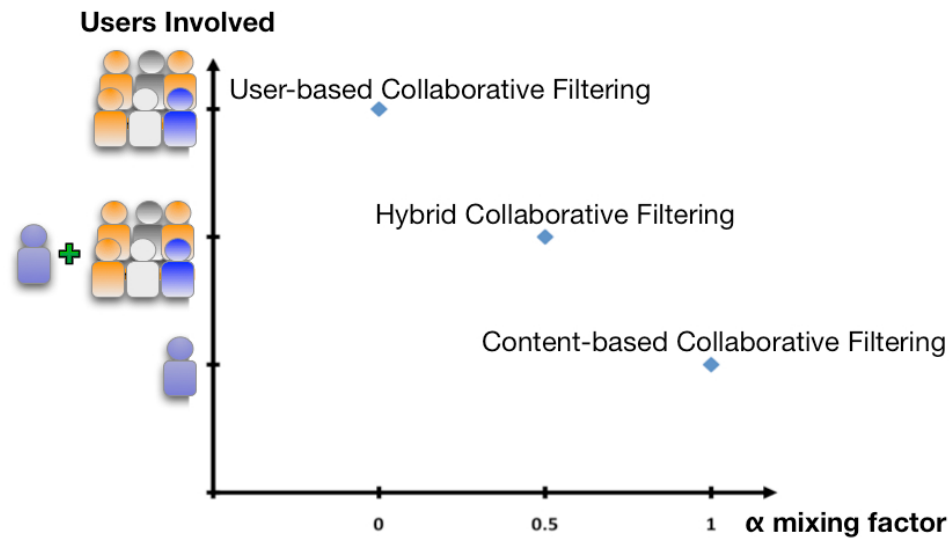 Users Involved
User-based Collaborative Filtering
Hybrid Collaborative Filtering
Content-based Collaborative Filtering
0
0.5
1
α mixing factor